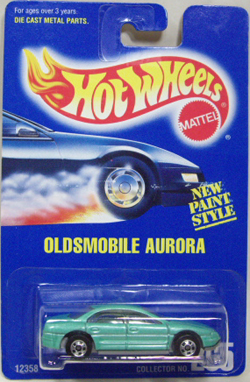 For ages over 3 years.
DIE CAST METAL PARTS.
Hot Wheels
MATTEL
NEW
PAINT
STYLE
OLDSMOBILE AURORA
12358
COLLECTOR NO.